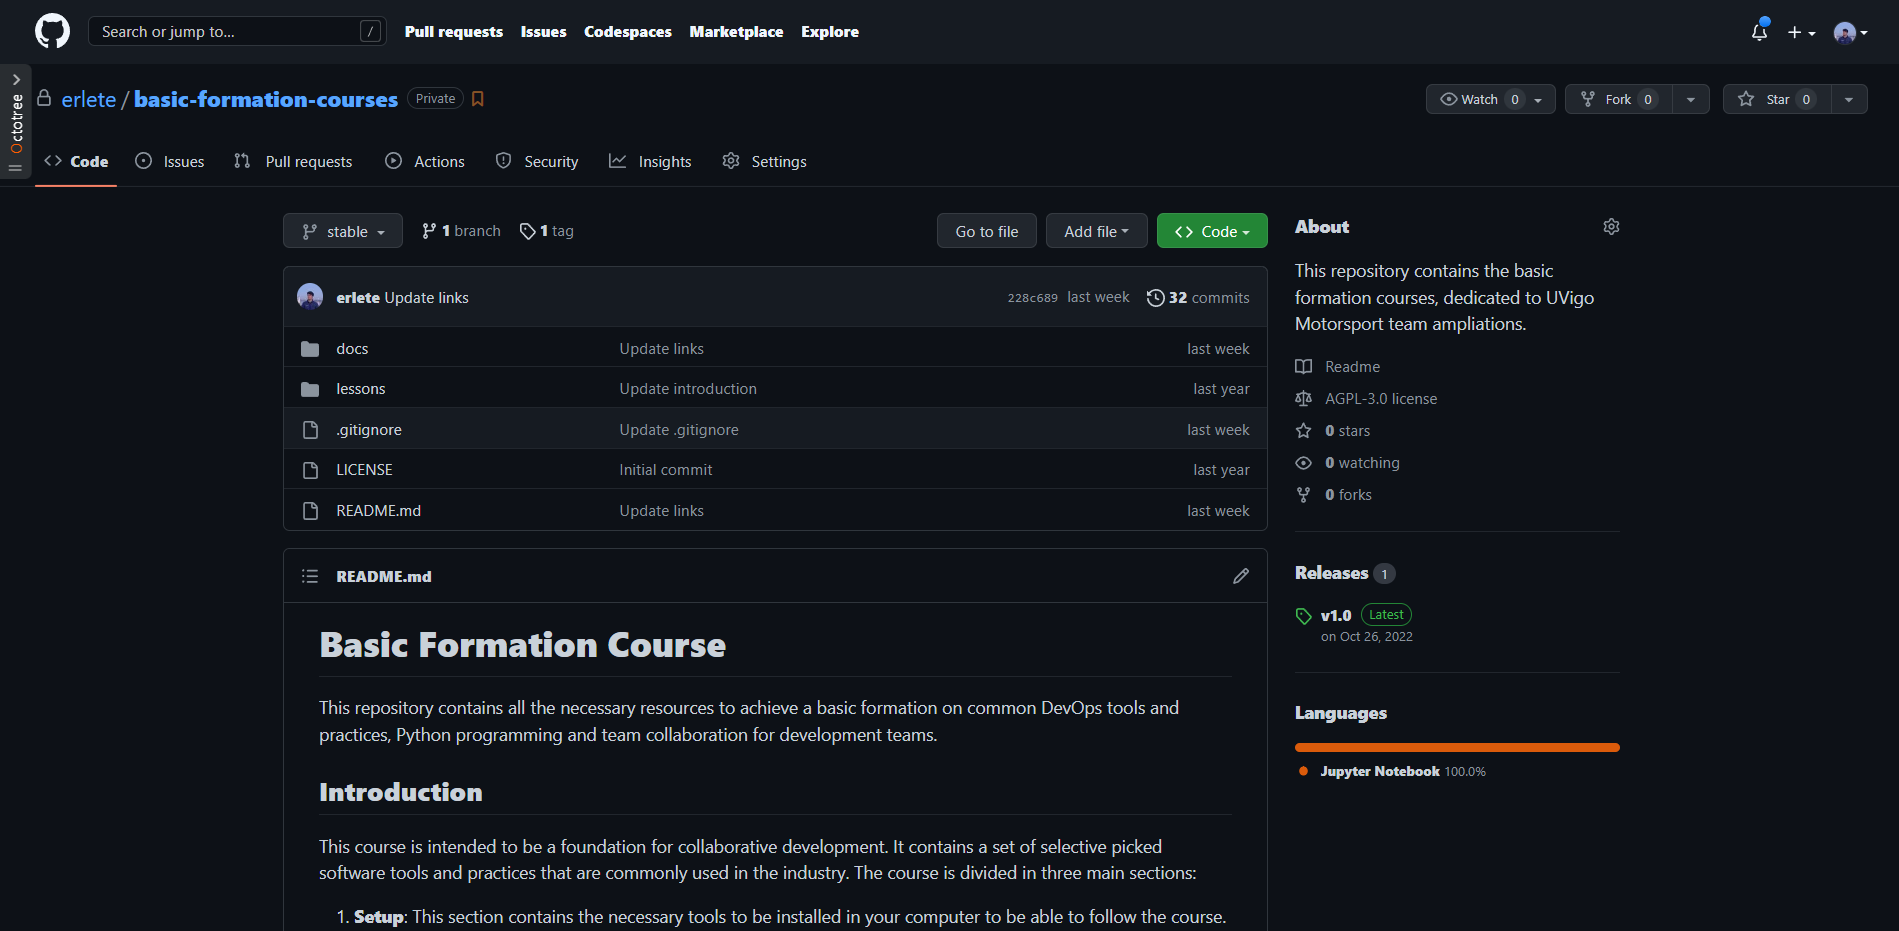 Search or jump to... /
Pull requests Issues Codespaces Marketplace Explore
Octotree
erlete / basic-formation-courses Private
Watch 0 Fork 0 Star 0
Code Issues Pull requests Actions Security Insights Settings
stable 1 branch 1 tag
Go to file Add file Code
erlete Update links 228c689 last week 32 commits
docs Update links last week
lessons Update introduction last year
.gitignore Update .gitignore last week
LICENSE Initial commit last year
README.md Update links last week
README.md
Basic Formation Course
This repository contains all the necessary resources to achieve a basic formation on common DevOps tools and
practices, Python programming and team collaboration for development teams.
Introduction
This course is intended to be a foundation for collaborative development. It contains a set of selective picked
software tools and practices that are commonly used in the industry. The course is divided in three main sections:
1. Setup: This section contains the necessary tools to be installed in your computer to be able to follow the course.
About
This repository contains the basic
formation courses, dedicated to UVigo
Motorsport team ampliations.
Readme
AGPL-3.0 license
0 stars
0 watching
0 forks
Releases 1
v1.0 Latest
on Oct 26, 2022
Languages
Jupyter Notebook 100.0%